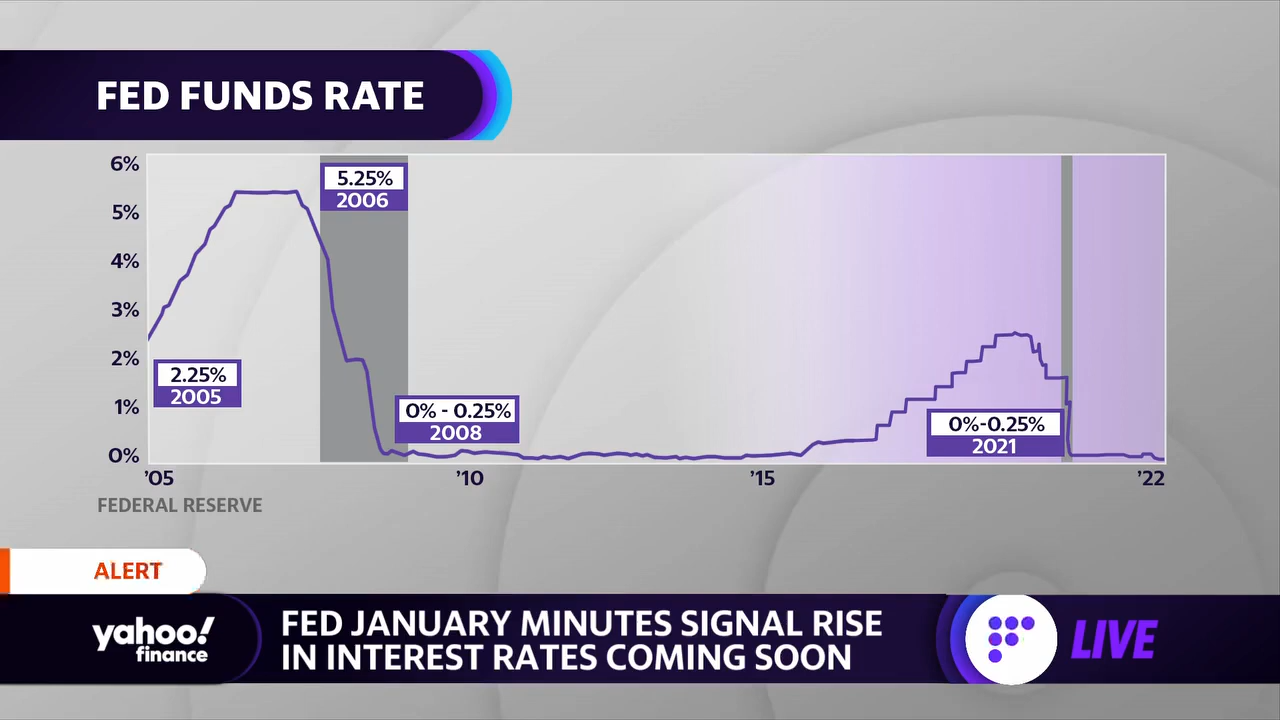 FED FUNDS RATE
6%
5%
4%
3%
2%
1%
0%
5.25%
2006
2.25%
2005
0% - 0.25%
2008
0%-0.25%
2021
'05
'10
'15
'22
FEDERAL RESERVE
ALERT
yahoo!
finance
FED JANUARY MINUTES SIGNAL RISE
IN INTEREST RATES COMING SOON
LIVE